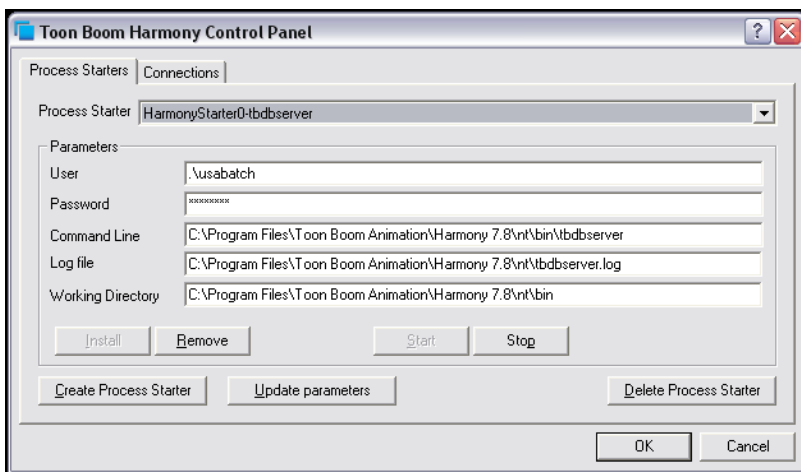 Toon Boom Harmony Control Panel
Process Starters Connections
Process Starter HarmonyStarter0-tbdbserver
Parameters
User .\usabatch
Password ********
Command Line C:\Program Files\Toon Boom Animation\Harmony 7.8\nt\bin\tbdbserver
Log file C:\Program Files\Toon Boom Animation\Harmony 7.8\nt\tbdbserver.log
Working Directory C:\Program Files\Toon Boom Animation\Harmony 7.8\nt\bin
Install Remove Start Stop
Create Process Starter Update parameters Delete Process Starter
OK Cancel